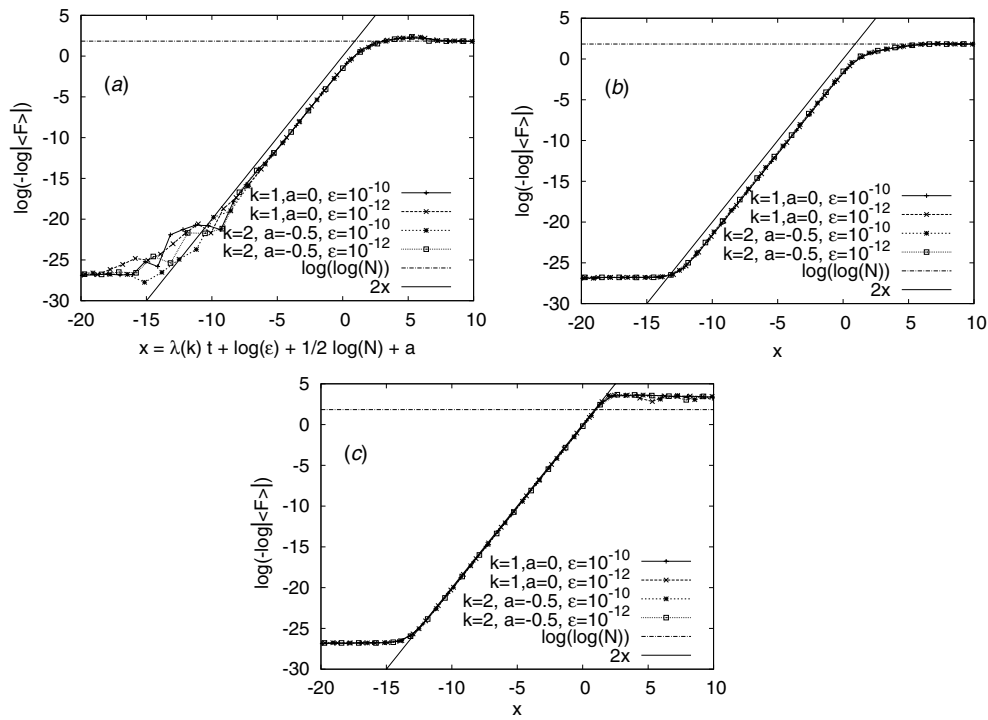 5
0
-5
-10
-15
-20
-25
-30
log(-log|<F>|)
(a)
k=1,a=0, ε=10^-10
k=1,a=0, ε=10^-12
k=2, a=-0.5, ε=10^-10
k=2, a=-0.5, ε=10^-12
log(log(N))
2x
-20 -15 -10 -5 0 5 10
x = λ(k) t + log(ε) + 1/2 log(N) + a
5
0
-5
-10
-15
-20
-25
-30
log(-log|<F>|)
(b)
k=1,a=0, ε=10^-10
k=1,a=0, ε=10^-12
k=2, a=-0.5, ε=10^-10
k=2, a=-0.5, ε=10^-12
log(log(N))
2x
-20 -15 -10 -5 0 5 10
x
5
0
-5
-10
-15
-20
-25
-30
log(-log|<F>|)
(c)
k=1,a=0, ε=10^-10
k=1,a=0, ε=10^-12
k=2, a=-0.5, ε=10^-10
k=2, a=-0.5, ε=10^-12
log(log(N))
2x
-20 -15 -10 -5 0 5 10
x